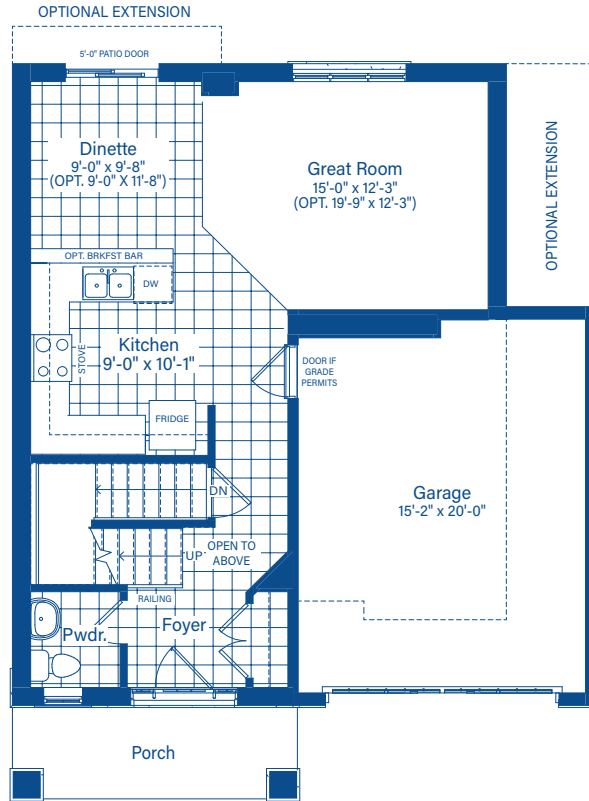 OPTIONAL EXTENSION
5'-0" PATIO DOOR
Dinette
9'-0" x 9'-8"
(OPT. 9'-0" X 11'-8")
Great Room
15'-0" x 12'-3"
(OPT. 19'-9" x 12'-3")
OPTIONAL EXTENSION
OPT. BRKFST BAR
DW
STOVE
Kitchen
9'-0" x 10'-1"
DOOR IF
GRADE
PERMITS
FRIDGE
DN
Garage
15'-2" x 20'-0"
UP
OPEN TO
ABOVE
RAILING
Pwdr.
Foyer
Porch